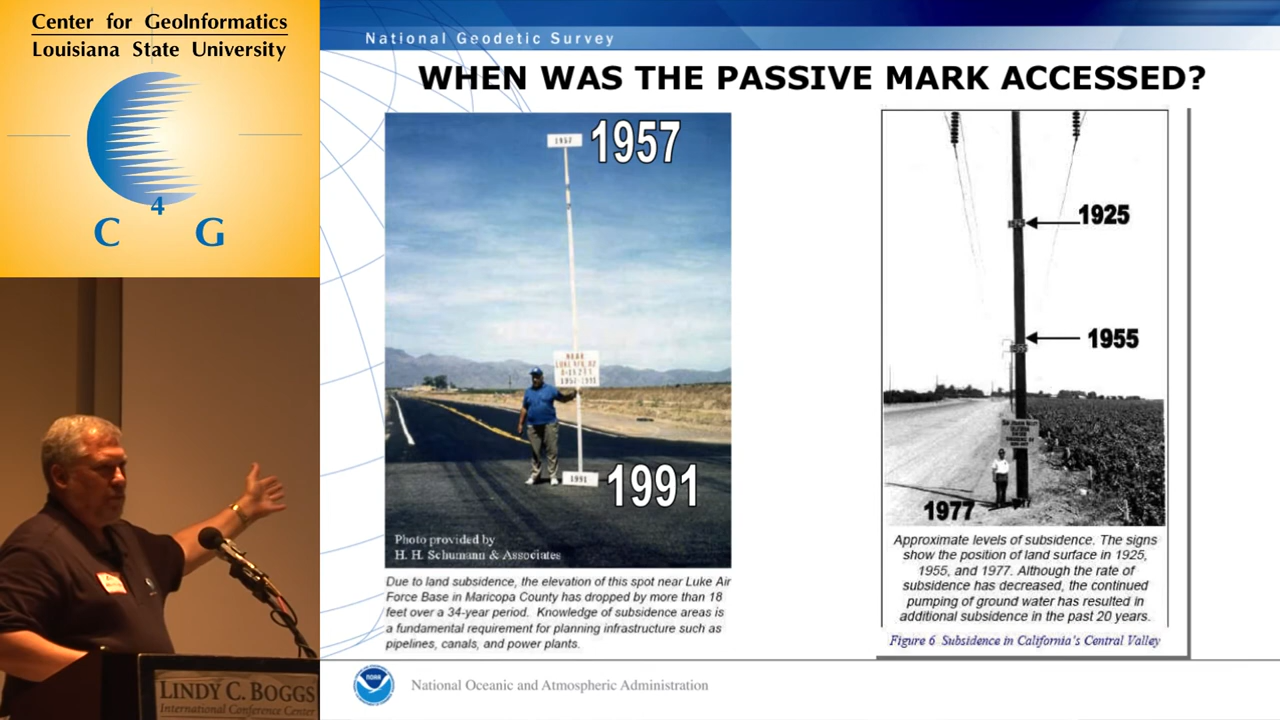 Center for GeoInformatics
Louisiana State University
C 4 G
LINDY C. BOGGS
International Conference Center
National Geodetic Survey
WHEN WAS THE PASSIVE MARK ACCESSED?
1957
1957
NEAR
1957-1991
1991
1991
Photo provided by
H. H. Schumann & Associates
Due to land subsidence, the elevation of this spot near Luke Air
Force Base in Maricopa County has dropped by more than 18
feet over a 34-year period. Knowledge of subsidence areas is
a fundamental requirement for planning infrastructure such as
pipelines, canals, and power plants.
1925
1955
1977
Approximate levels of subsidence. The signs
show the position of land surface in 1925,
1955, and 1977. Although the rate of
subsidence has decreased, the continued
pumping of ground water has resulted in
additional subsidence in the past 20 years.
Figure 6 Subsidence in California's Central Valley
NOAA
National Oceanic and Atmospheric Administration